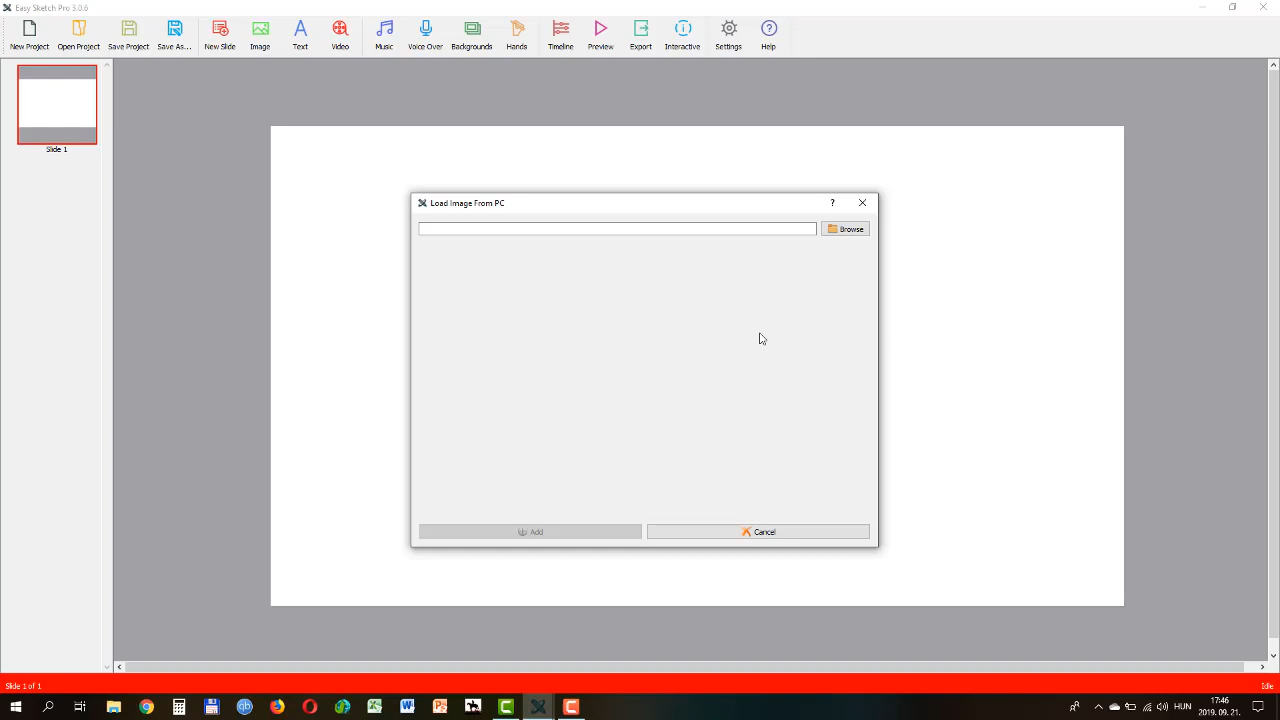 Easy Sketch Pro 3.0.6
New Project Open Project Save Project Save As... New Slide Image Text Video Music Voice Over Backgrounds Hands Timeline Preview Export Interactive Settings Help
Slide 1
Load Image From PC
Browse
Add
Cancel
Slide 1 of 1
Idle
HUN
17:46
2019. 09. 21.